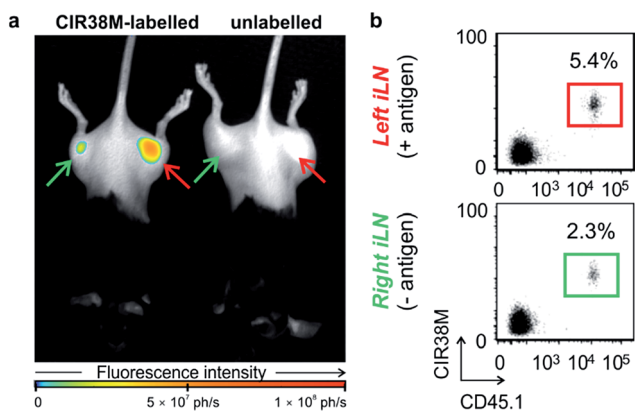 a
CIR38M-labelled
unlabelled
Fluorescence intensity
0
5 × 10⁷ ph/s
1 × 10⁸ ph/s
b
Left iLN
(+ antigen)
100
0
5.4%
0 10³ 10⁴ 10⁵
Right iLN
(- antigen)
100
0
2.3%
0 10³ 10⁴ 10⁵
CIR38M
CD45.1